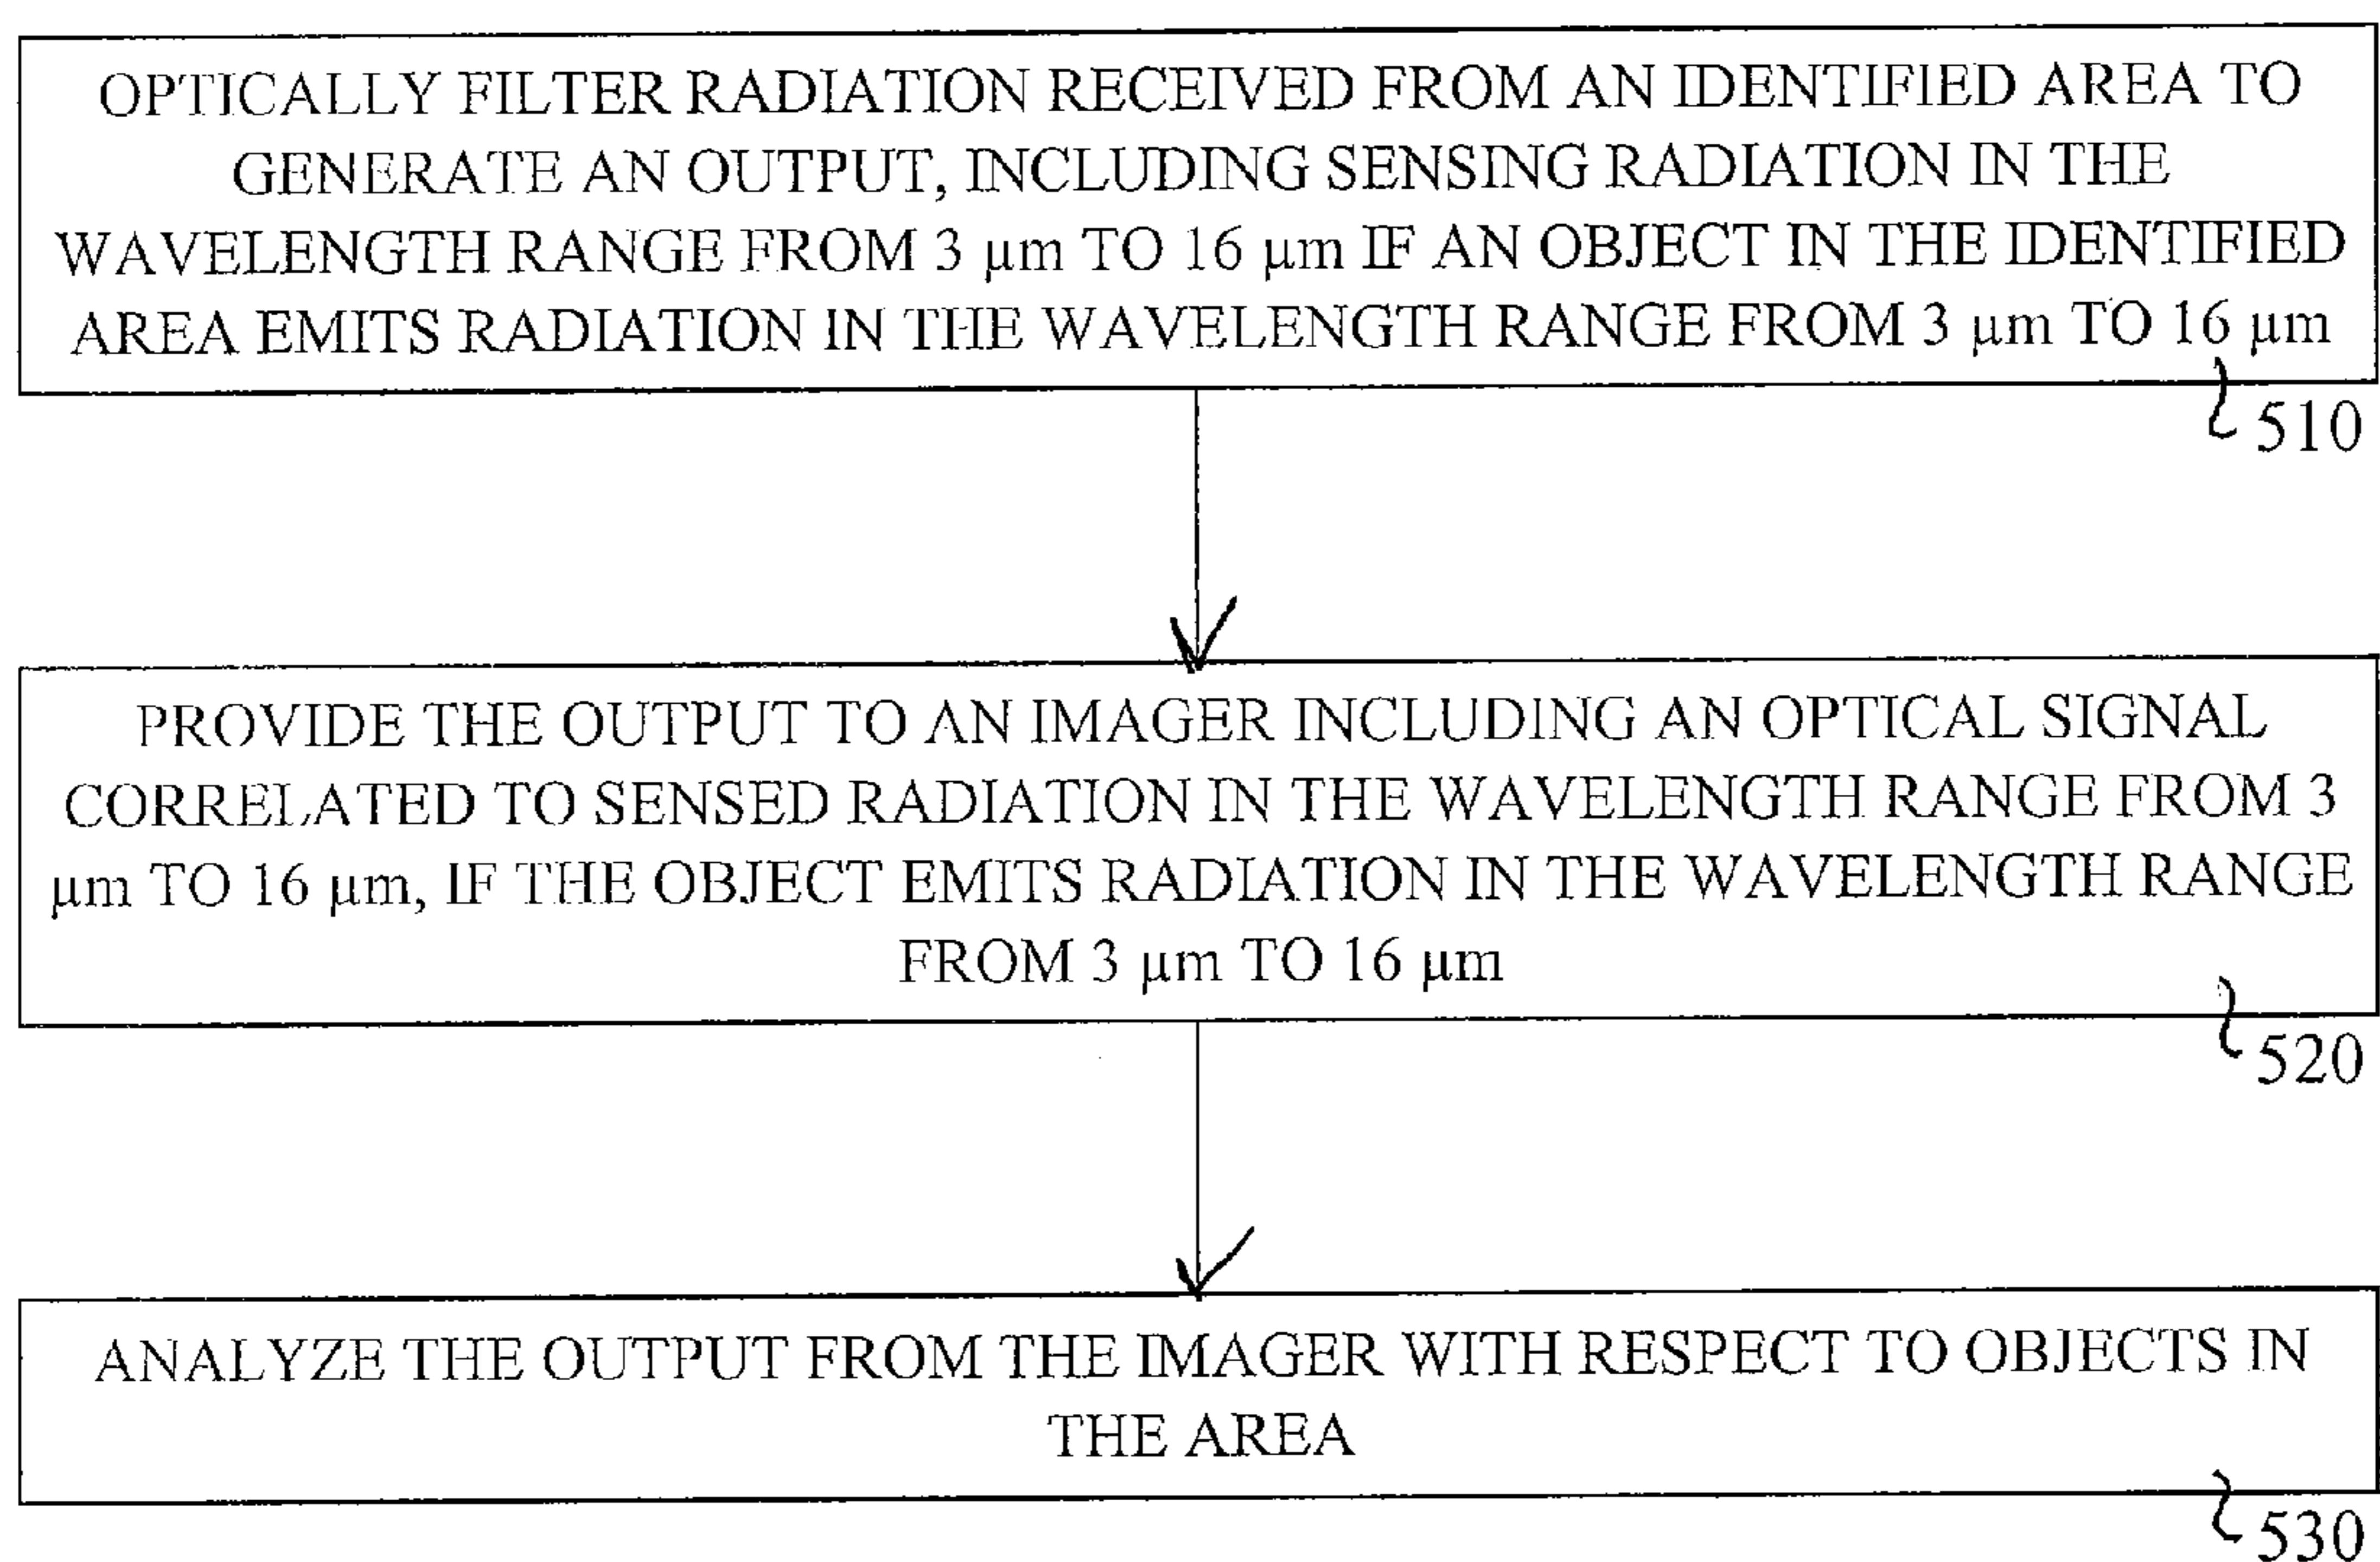 OPTICALLY FILTER RADIATION RECEIVED FROM AN IDENTIFIED AREA TO
GENERATE AN OUTPUT, INCLUDING SENSING RADIATION IN THE
WAVELENGTH RANGE FROM 3 µm TO 16 µm IF AN OBJECT IN THE IDENTIFIED
AREA EMITS RADIATION IN THE WAVELENGTH RANGE FROM 3 µm TO 16 µm
510
PROVIDE THE OUTPUT TO AN IMAGER INCLUDING AN OPTICAL SIGNAL
CORRELATED TO SENSED RADIATION IN THE WAVELENGTH RANGE FROM 3
µm TO 16 µm, IF THE OBJECT EMITS RADIATION IN THE WAVELENGTH RANGE
FROM 3 µm TO 16 µm
520
ANALYZE THE OUTPUT FROM THE IMAGER WITH RESPECT TO OBJECTS IN
THE AREA
530